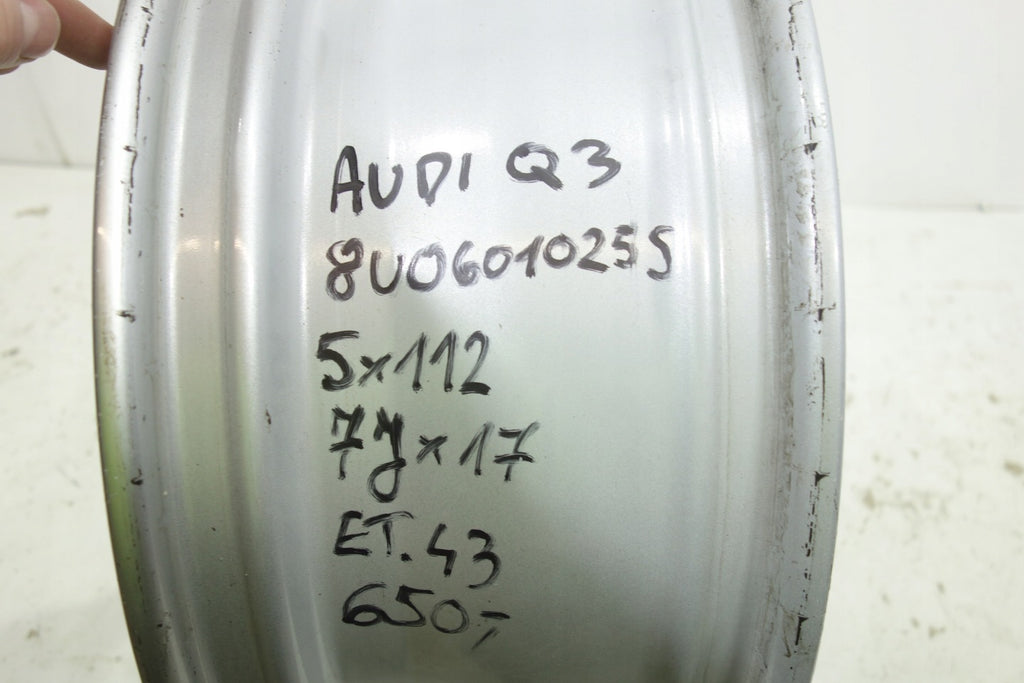 AUDI Q3
8U0601025S
5x112
7Jx17
ET.43
650,-